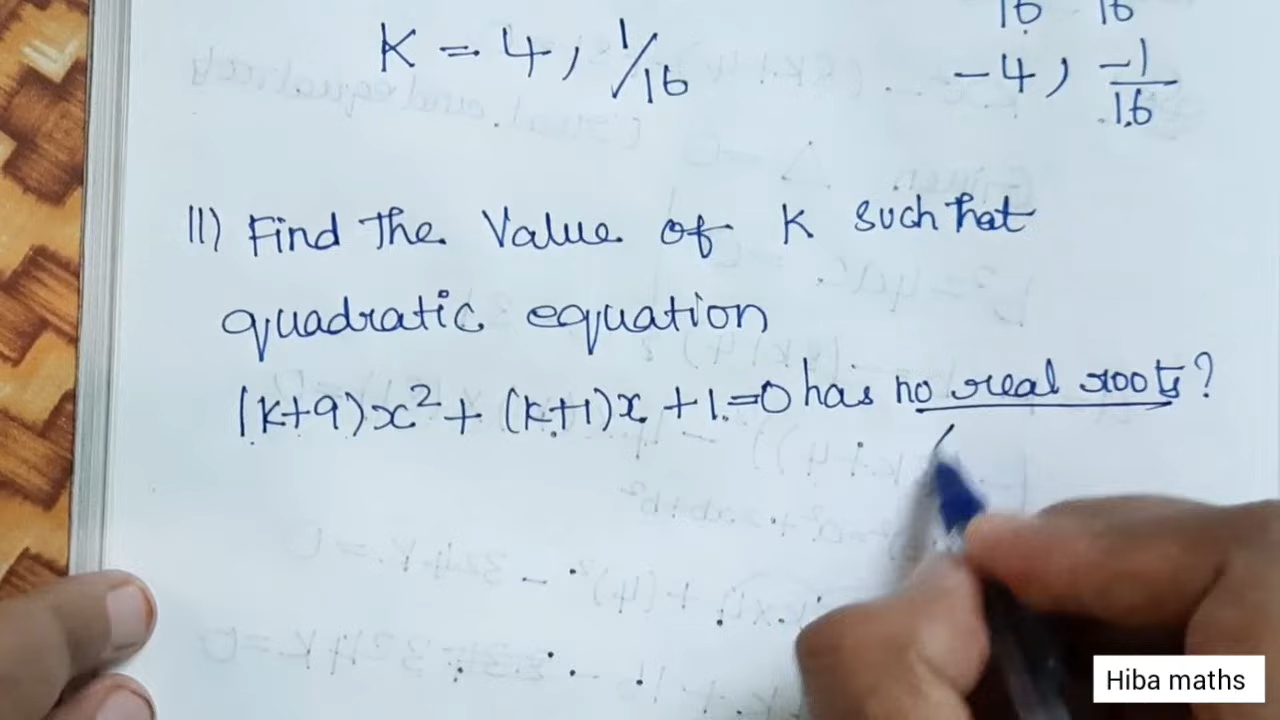 K = 4, 1/16
16 16
-4, -1/16
11) Find The Value of K such that
quadratic equation
(k+9)x² + (k+1)x + 1 = 0 has no real roots?
Hiba maths